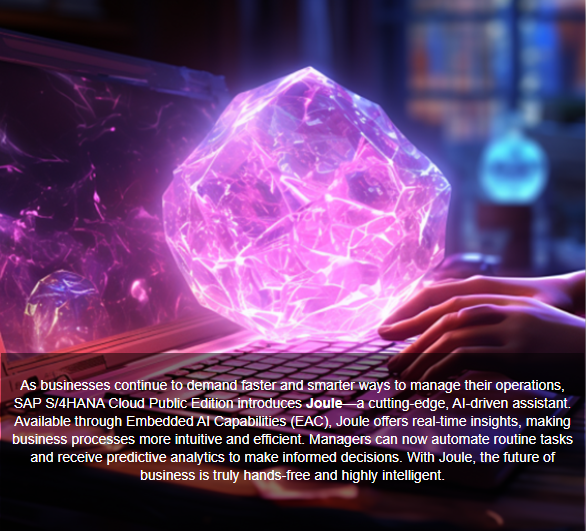 As businesses continue to demand faster and smarter ways to manage their operations,
SAP S/4HANA Cloud Public Edition introduces Joule—a cutting-edge, AI-driven assistant.
Available through Embedded AI Capabilities (EAC), Joule offers real-time insights, making
business processes more intuitive and efficient. Managers can now automate routine tasks
and receive predictive analytics to make informed decisions. With Joule, the future of
business is truly hands-free and highly intelligent.